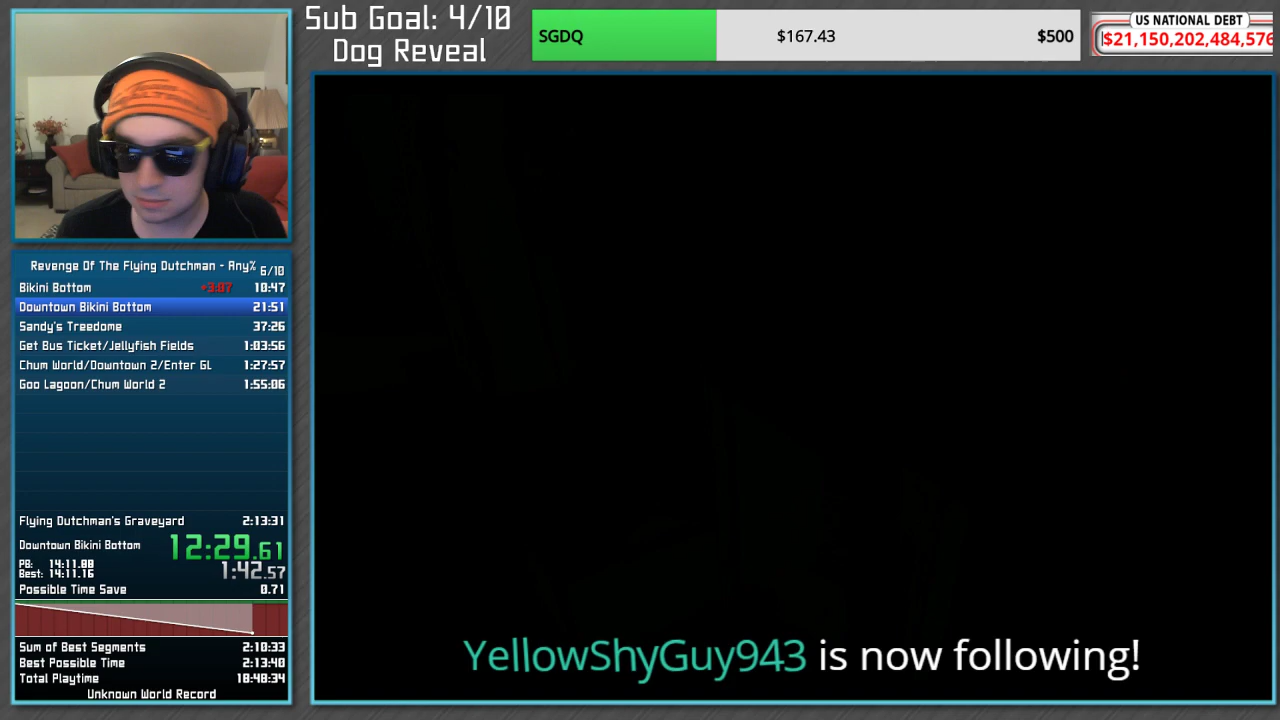 Sub Goal: 4/10
Dog Reveal
SGDQ $167.43 $500
US NATIONAL DEBT
$21,150,202,484,576
Revenge Of The Flying Dutchman - Any% 6/10
Bikini Bottom +3:07 10:47
Downtown Bikini Bottom 21:51
Sandy's Treedome 37:26
Get Bus Ticket/Jellyfish Fields 1:03:56
Chum World/Downtown 2/Enter GL 1:27:57
Goo Lagoon/Chum World 2 1:55:06
Flying Dutchman's Graveyard 2:13:31
Downtown Bikini Bottom 12:29.61
PB: 14:11.88
Best: 14:11.16
1:42.57
Possible Time Save 0.71
Sum of Best Segments 2:10:33
Best Possible Time 2:13:40
Total Playtime 10:40:34
Unknown World Record
YellowShyGuy943 is now following!